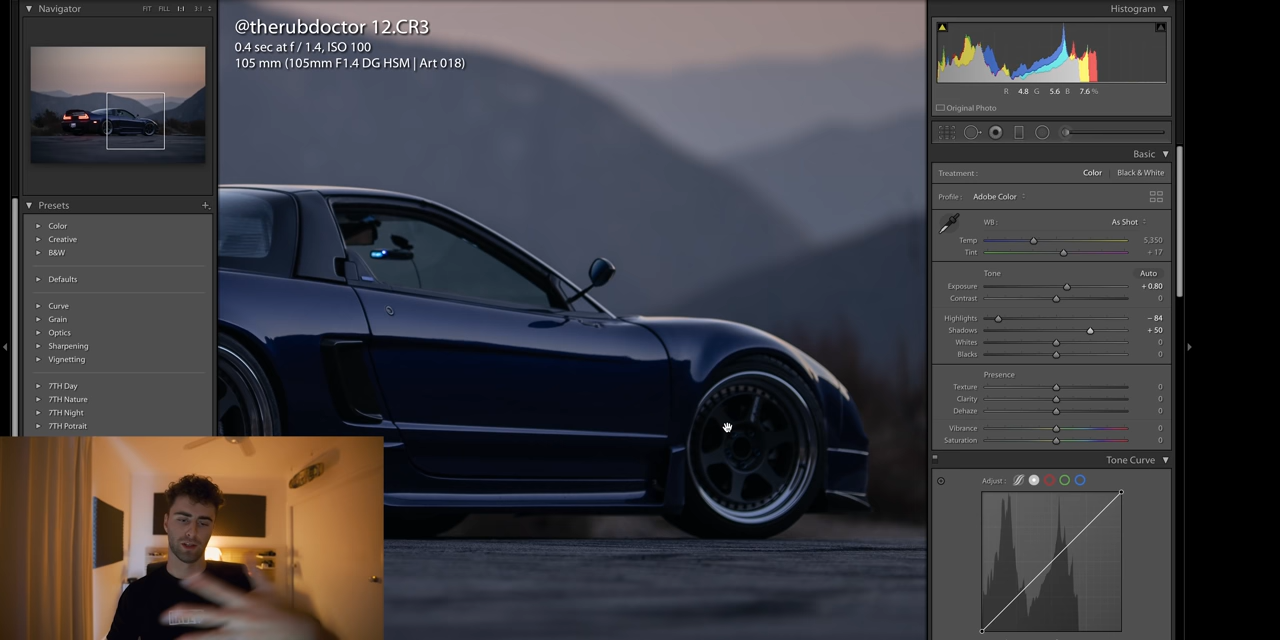 Navigator
FIT
FILL
1:1
3:1
@therubdoctor 12.CR3
0.4 sec at f / 1.4, ISO 100
105 mm (105mm F1.4 DG HSM | Art 018)
Presets
Color
Creative
B&W
Defaults
Curve
Grain
Optics
Sharpening
Vignetting
7TH Day
7TH Nature
7TH Night
7TH Potrait
Histogram
R 4.8 G 5.6 B 7.6 %
Original Photo
Basic
Treatment : Color Black & White
Profile : Adobe Color
WB : As Shot
Temp 5,350
Tint + 17
Tone Auto
Exposure + 0.80
Contrast 0
Highlights − 84
Shadows + 50
Whites 0
Blacks 0
Presence
Texture 0
Clarity 0
Dehaze 0
Vibrance 0
Saturation 0
Tone Curve
Adjust :